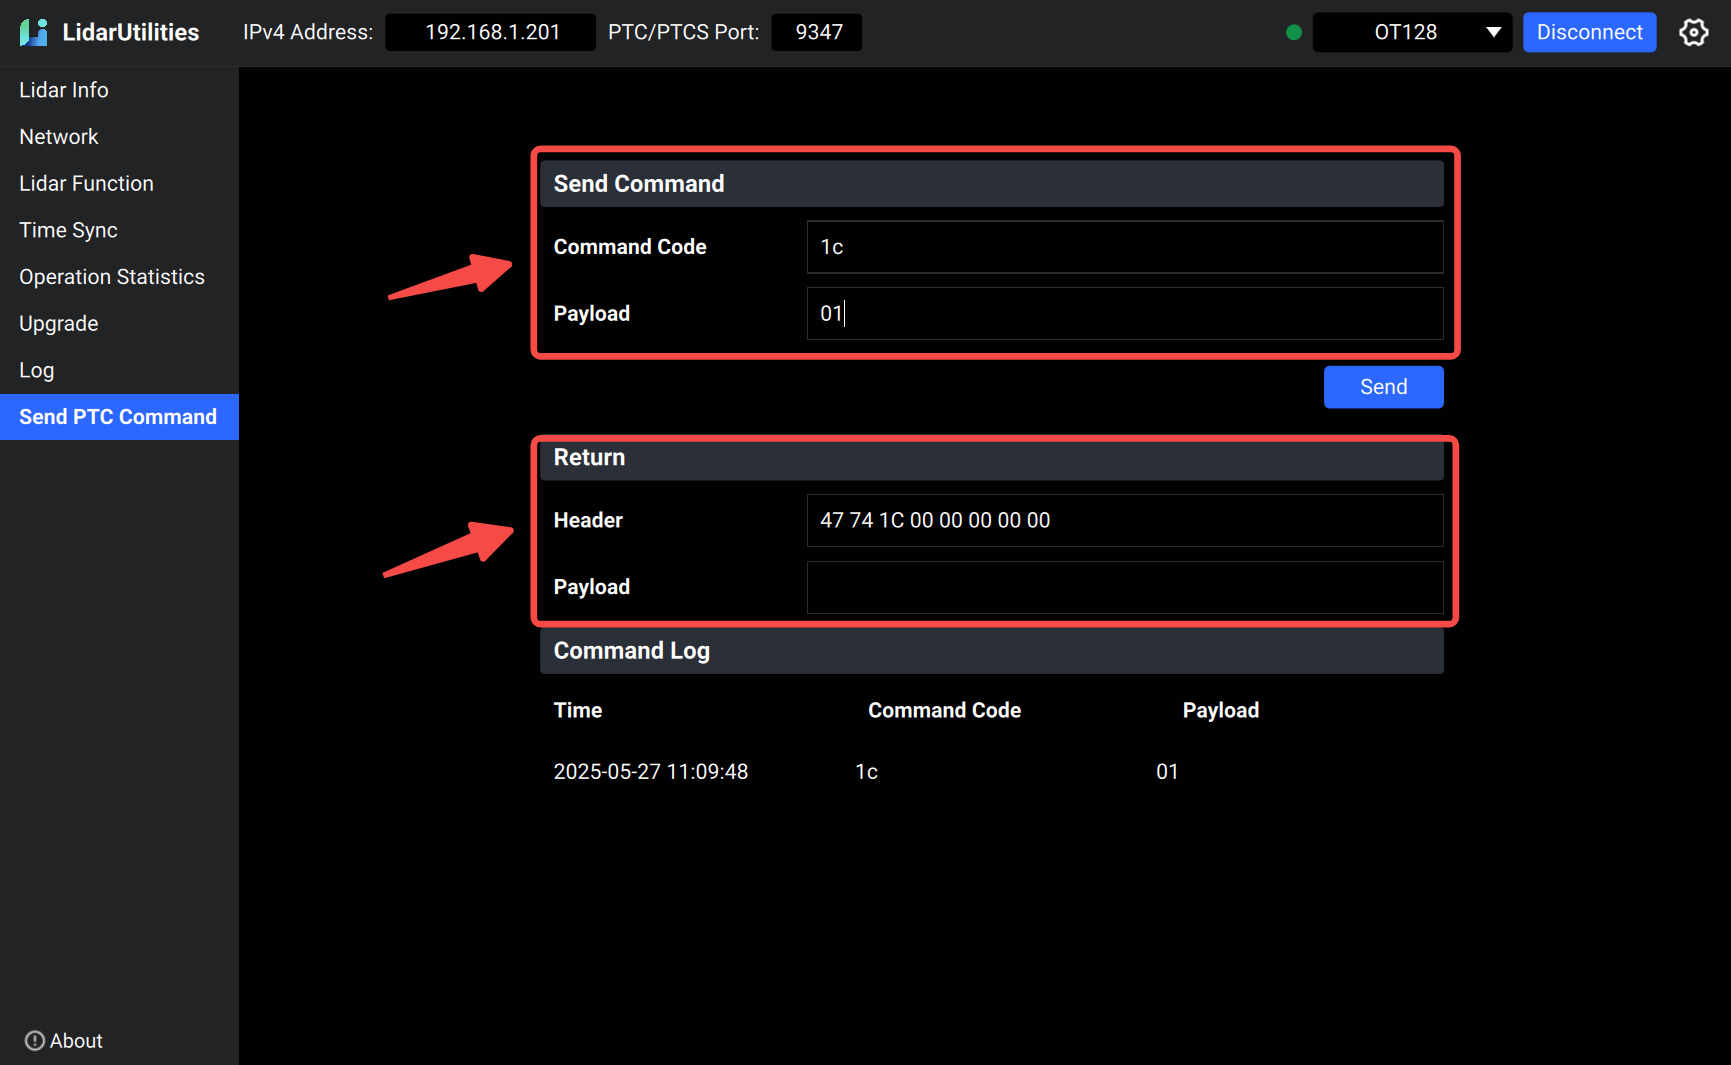 LidarUtilities IPv4 Address: 192.168.1.201 PTC/PTCS Port: 9347 OT128 Disconnect
Lidar Info
Network
Lidar Function
Time Sync
Operation Statistics
Upgrade
Log
Send PTC Command
About
Send Command
Command Code 1c
Payload 01
Send
Return
Header 47 74 1C 00 00 00 00 00
Payload
Command Log
Time Command Code Payload
2025-05-27 11:09:48 1c 01